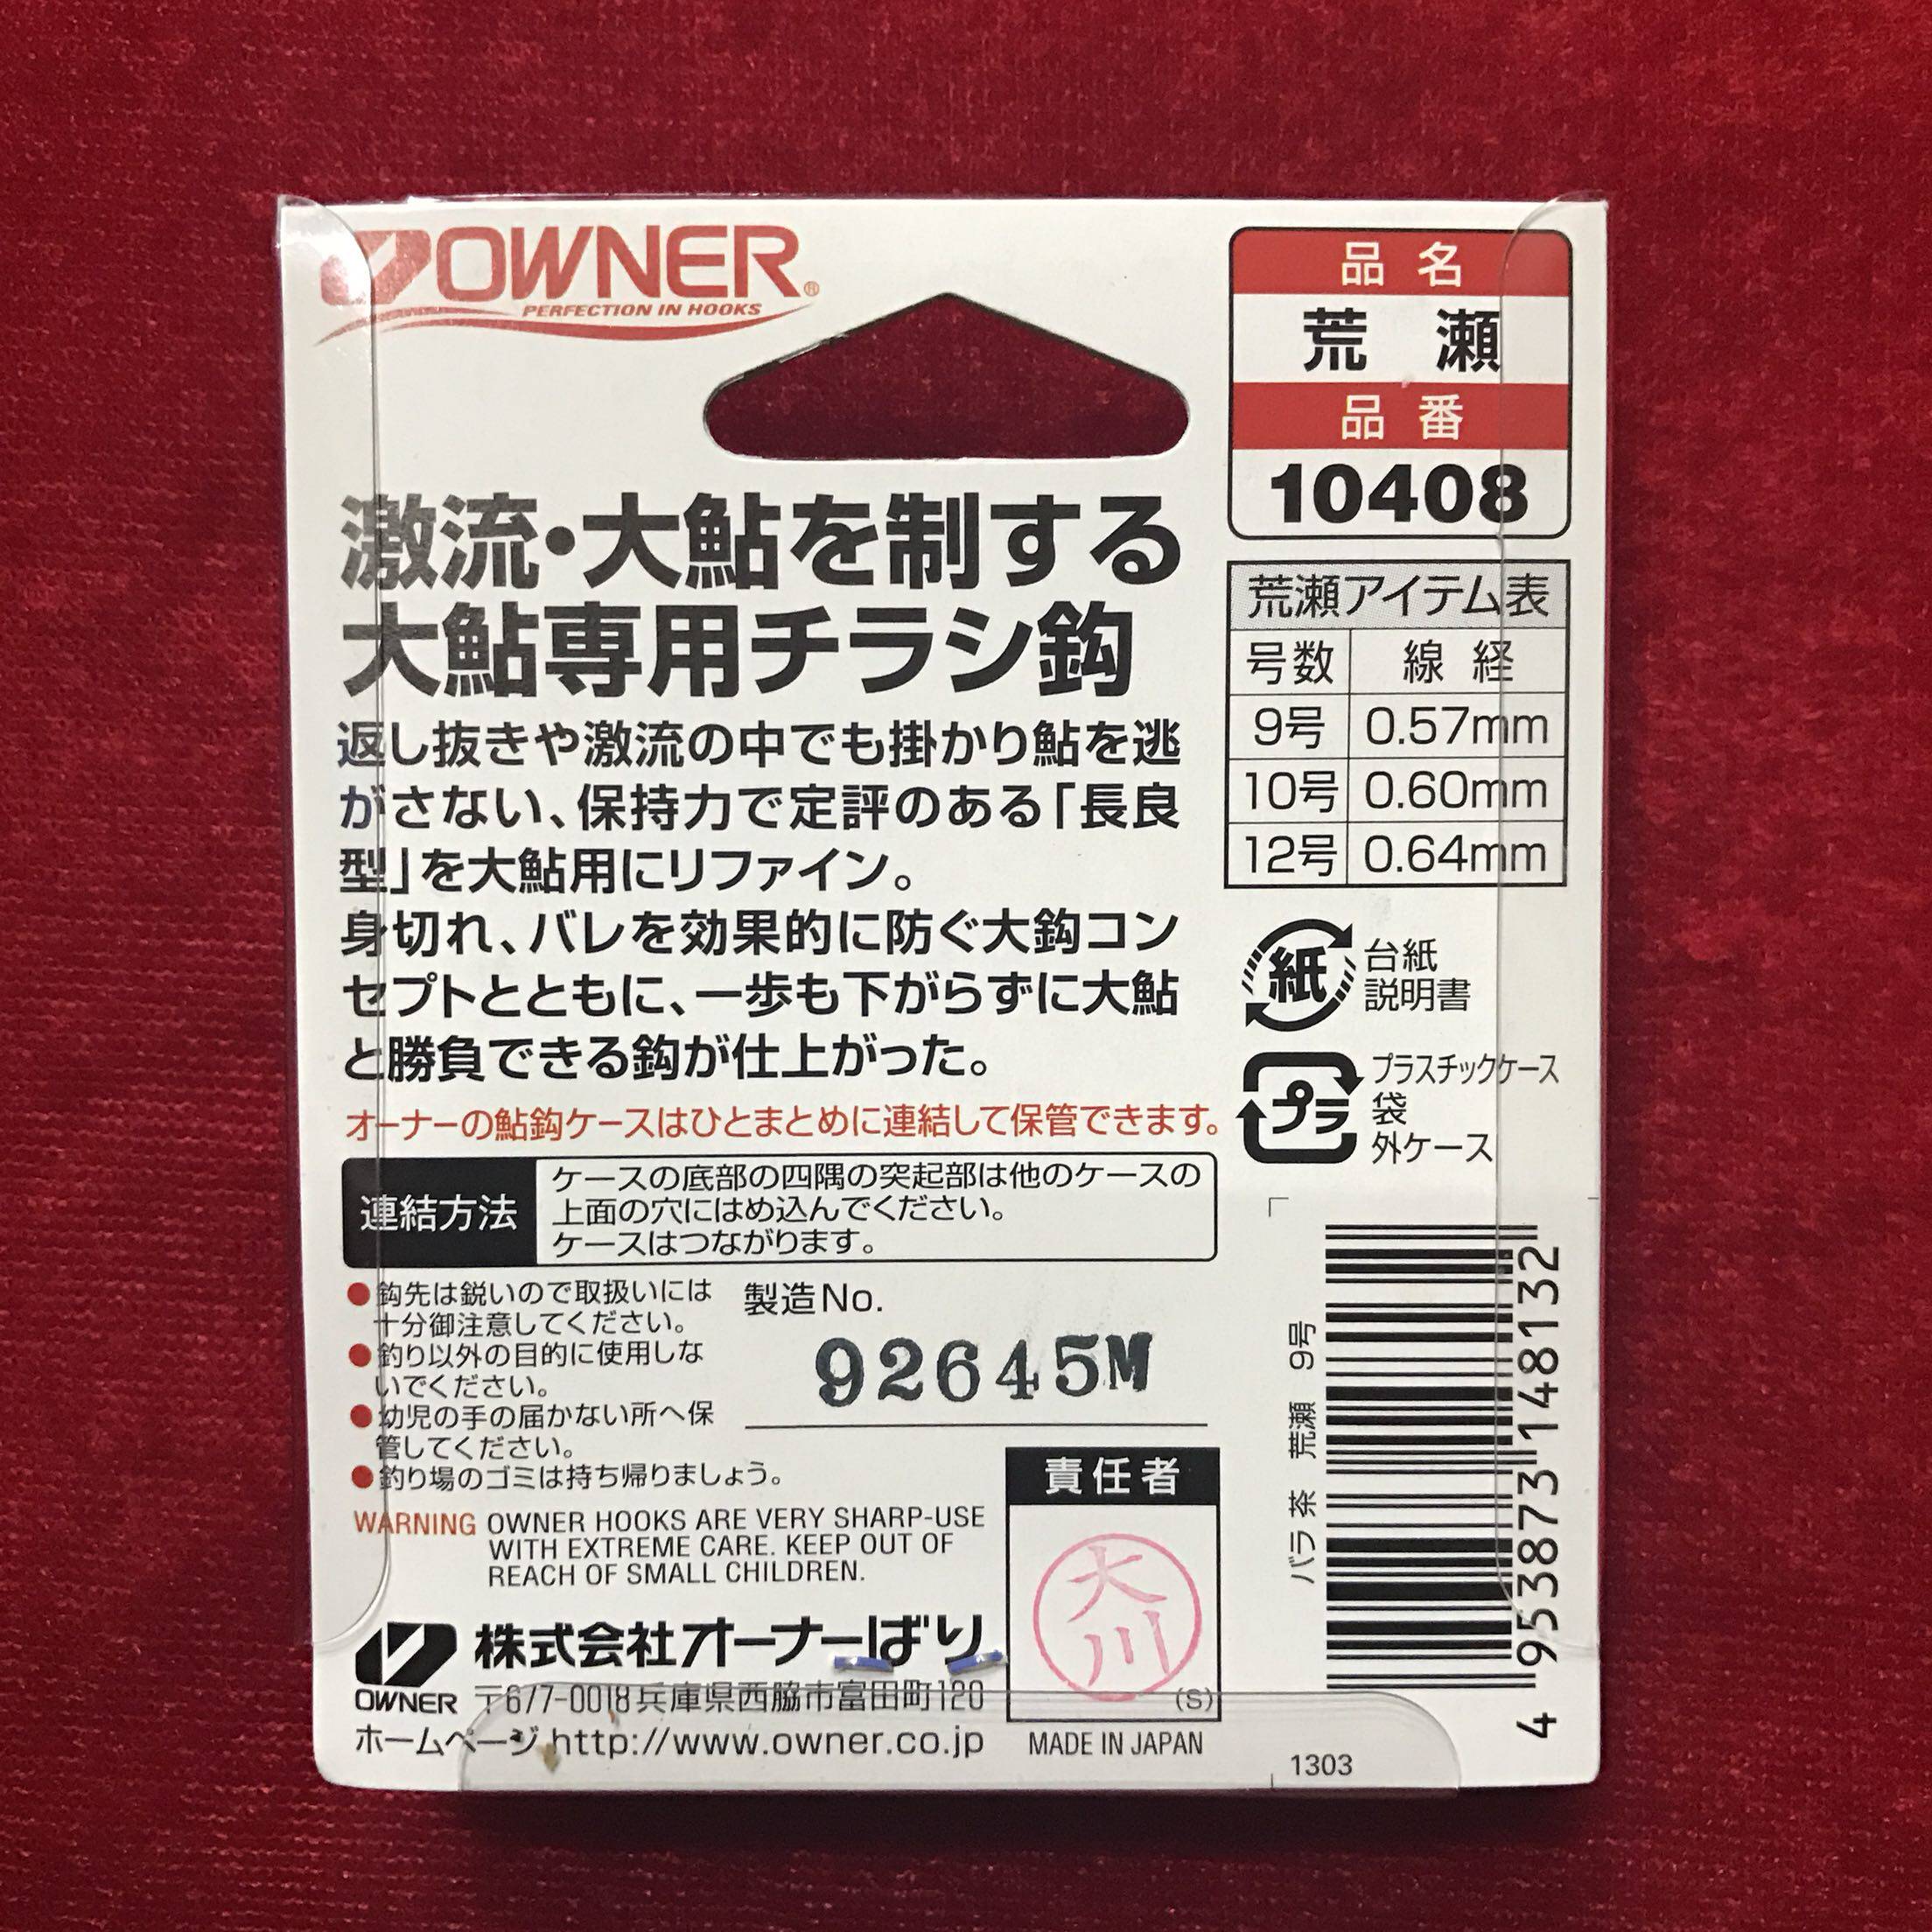 OWNER®
PERFECTION IN HOOKS
品名
荒瀬
品番
10408
激流・大鮎を制する
大鮎専用チラシ鈎
返し抜きや激流の中でも掛かり鮎を逃
がさない、保持力で定評のある「長良
型」を大鮎用にリファイン。
身切れ、バレを効果的に防ぐ大鈎コン
セプトとともに、一歩も下がらずに大鮎
と勝負できる鈎が仕上がった。
オーナーの鮎鈎ケースはひとまとめに連結して保管できます。
連結方法
ケースの底部の四隅の突起部は他のケースの
上面の穴にはめ込んでください。
ケースはつながります。
荒瀬アイテム表
号数 線経
9号 0.57mm
10号 0.60mm
12号 0.64mm
紙
台紙
説明書
プラ
プラスチックケース
袋
外ケース
●鈎先は鋭いので取扱いには
十分御注意してください。
●釣り以外の目的に使用しな
いでください。
●幼児の手の届かない所へ保
管してください。
●釣り場のゴミは持ち帰りましょう。
製造No.
92645M
WARNING OWNER HOOKS ARE VERY SHARP-USE
WITH EXTREME CARE. KEEP OUT OF
REACH OF SMALL CHILDREN.
責任者
大川
(S)
OWNER
株式会社オーナーばり
〒677-0018兵庫県西脇市富田町120
ホームページ http://www.owner.co.jp
MADE IN JAPAN
バラ 茶 荒瀬 9号
4 953873 148132
1303